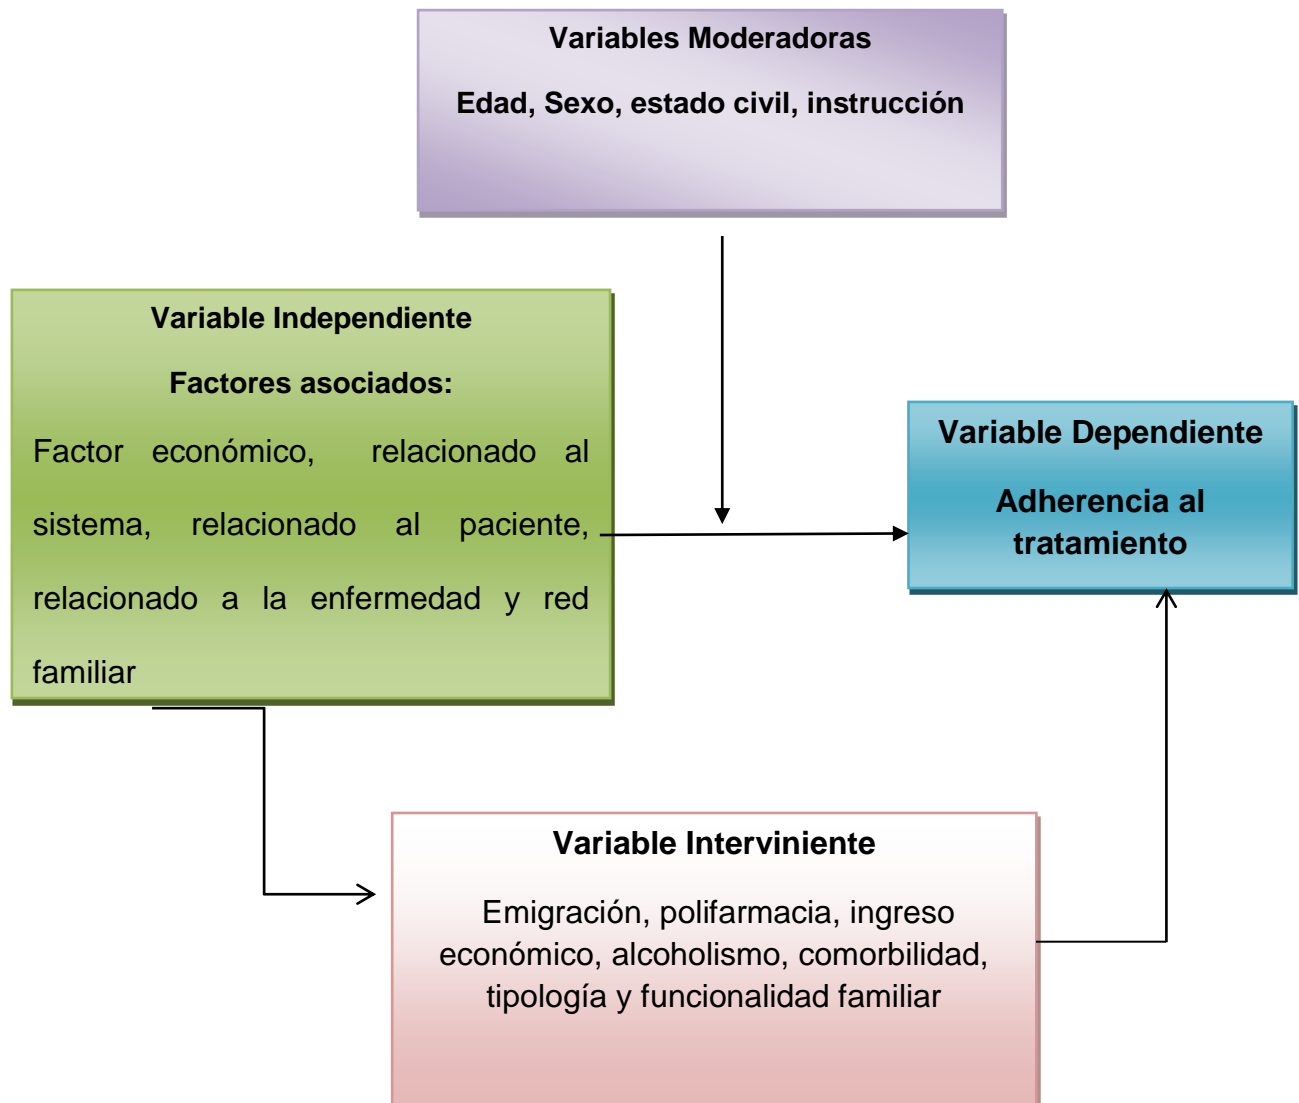 Variables Moderadoras
Edad, Sexo, estado civil, instrucción
Variable Independiente
Factores asociados:
Factor económico, relacionado al
sistema, relacionado al paciente,
relacionado a la enfermedad y red
familiar
Variable Dependiente
Adherencia al
tratamiento
Variable Interviniente
Emigración, polifarmacia, ingreso
económico, alcoholismo, comorbilidad,
tipología y funcionalidad familiar